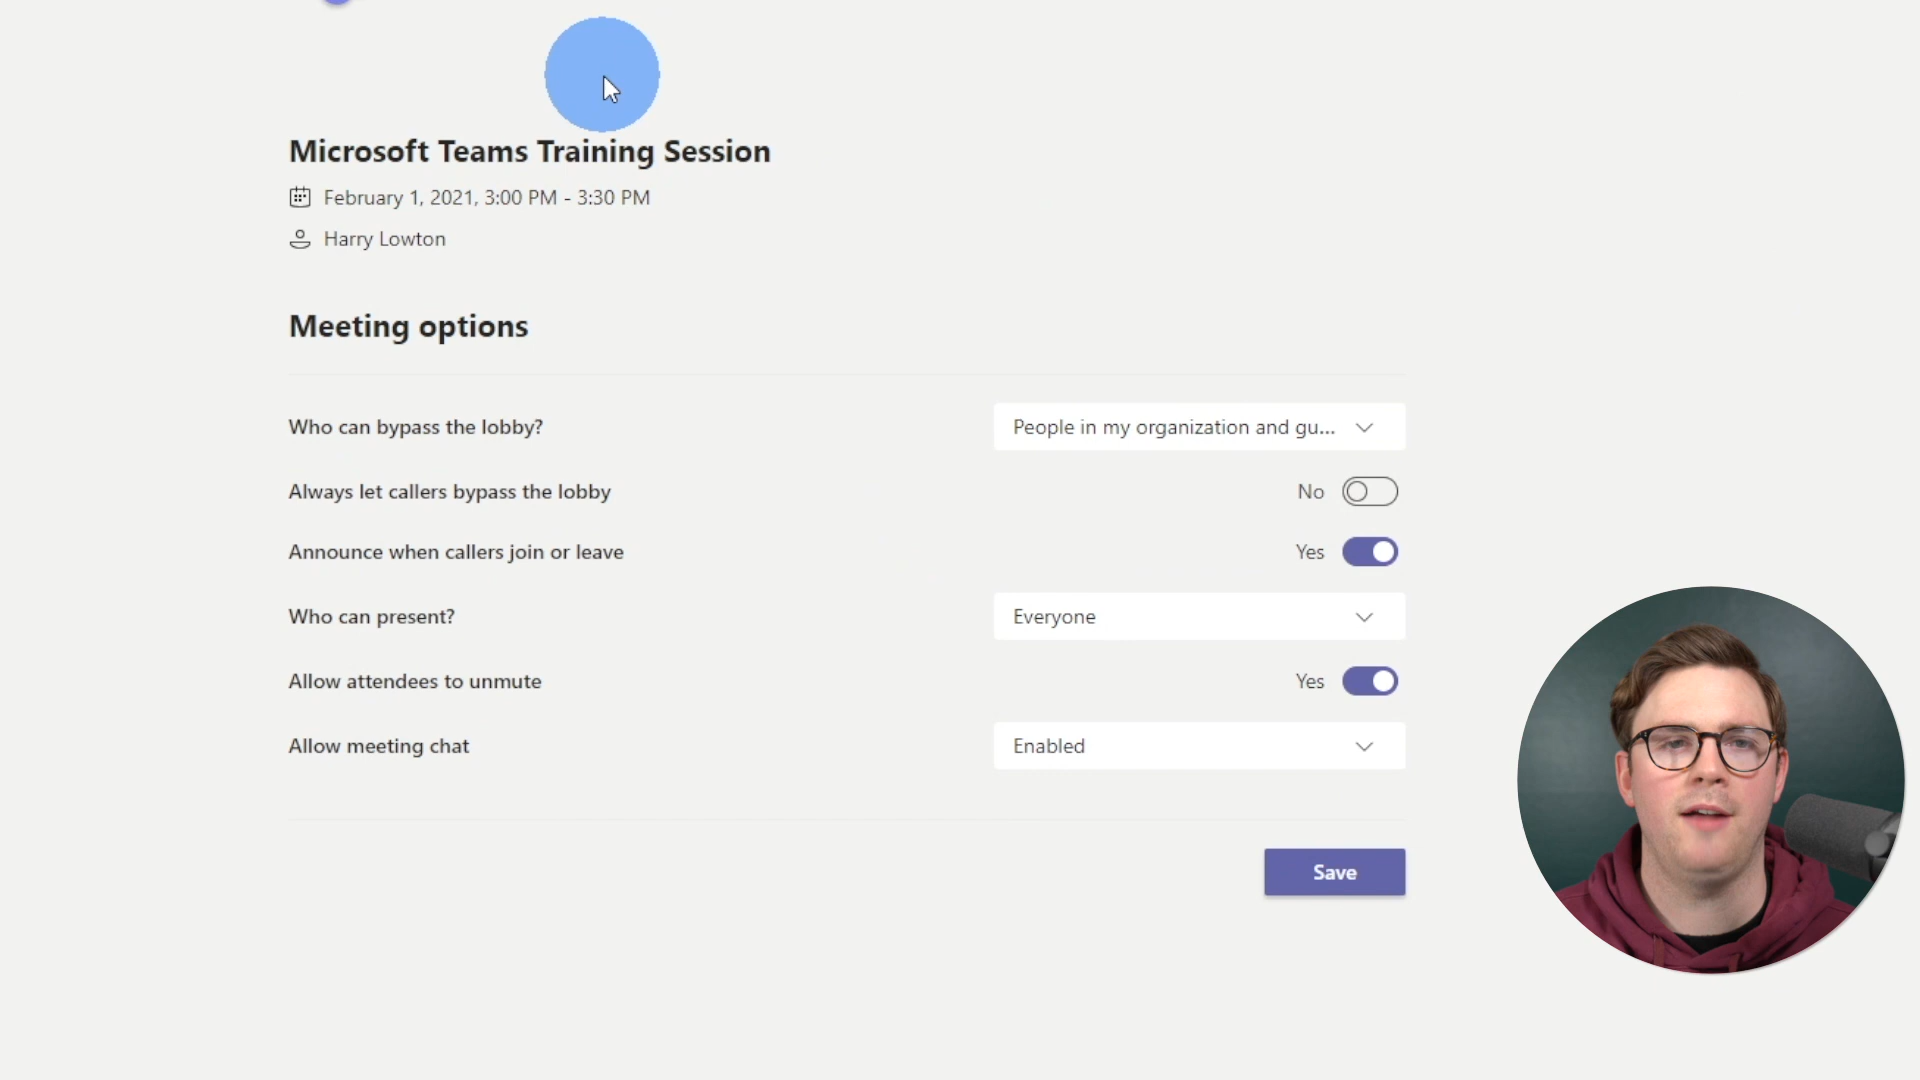 Microsoft Teams Training Session
February 1, 2021, 3:00 PM - 3:30 PM
Harry Lowton
Meeting options
Who can bypass the lobby?
People in my organization and gu...
Always let callers bypass the lobby
No
Announce when callers join or leave
Yes
Who can present?
Everyone
Allow attendees to unmute
Yes
Allow meeting chat
Enabled
Save